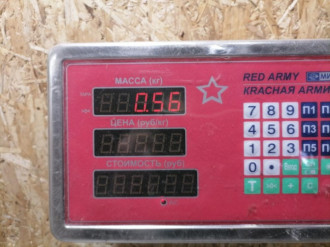 МАССА (кг)
0.56
RED ARMY
КРАСНАЯ АРМИ
ЦЕНА (руб/кг)
7 8 9 П1 П
4 5 6 П3 П
СТОИМОСТЬ (руб)
1 2 3 П5 П
0
T C